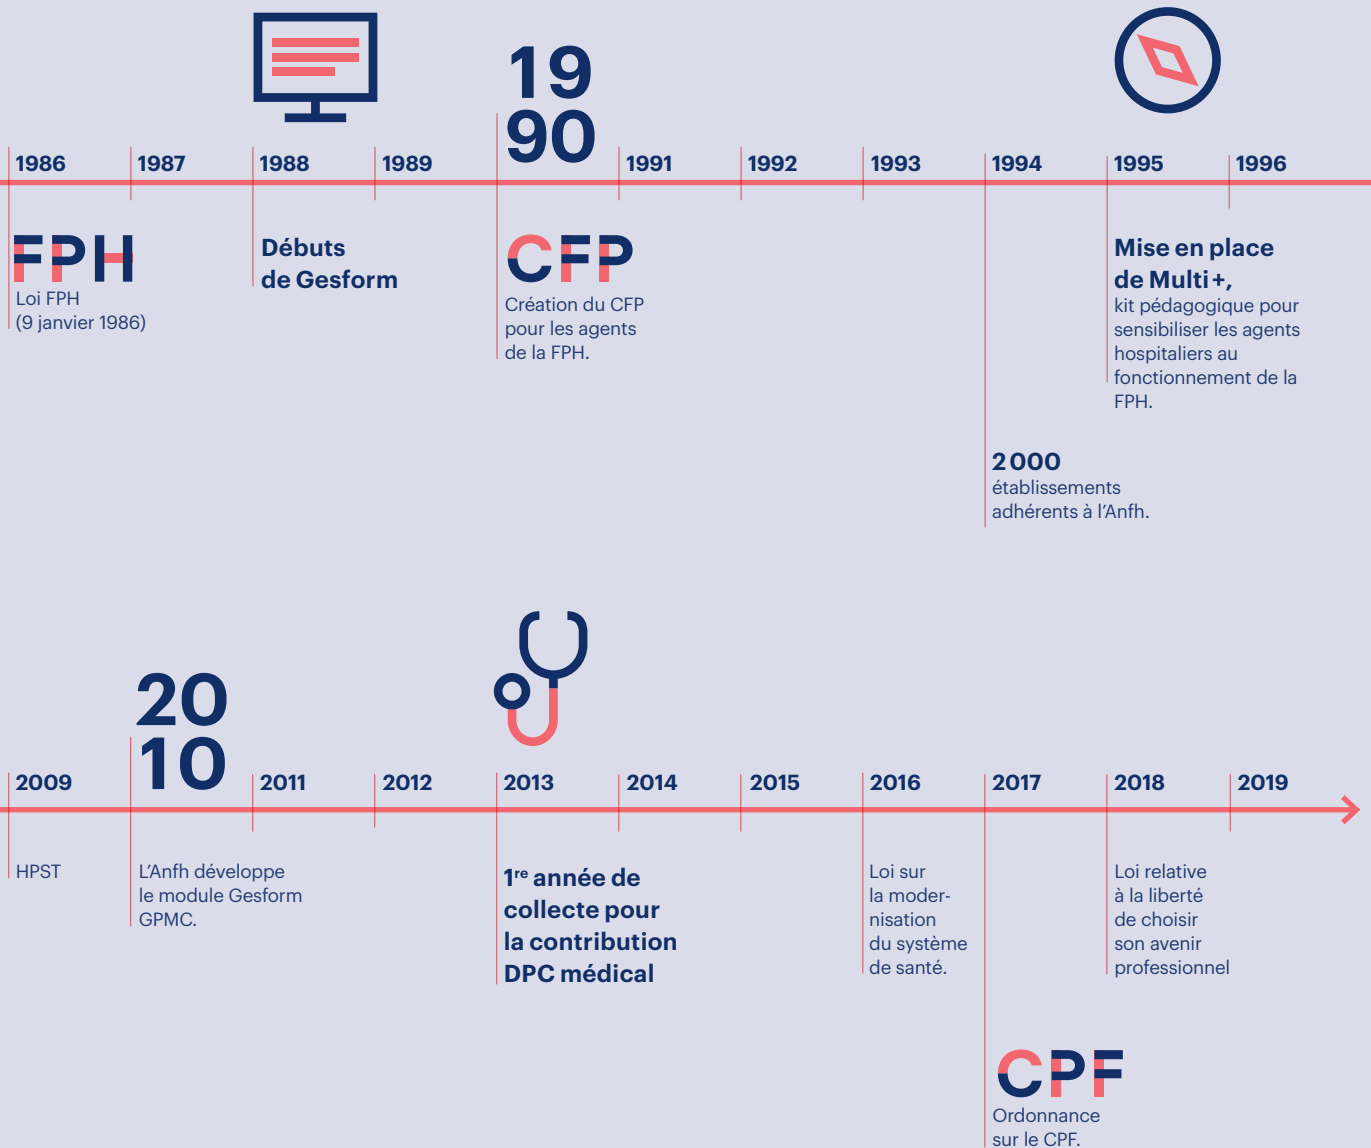 19
90
1986
1987
1988
1989
1991
1992
1993
1994
1995
1996
FPH
Loi FPH
(9 janvier 1986)
Débuts
de Gesform
CFP
Création du CFP
pour les agents
de la FPH.
2 000
établissements
adhérents à l'Anfh.
Mise en place
de Multi+,
kit pédagogique pour
sensibiliser les agents
hospitaliers au
fonctionnement de la
FPH.
20
10
2009
2011
2012
2013
2014
2015
2016
2017
2018
2019
HPST
L'Anfh développe
le module Gesform
GPMC.
1re année de
collecte pour
la contribution
DPC médical
Loi sur
la moder-
nisation
du système
de santé.
CPF
Ordonnance
sur le CPF.
Loi relative
à la liberté
de choisir
son avenir
professionnel